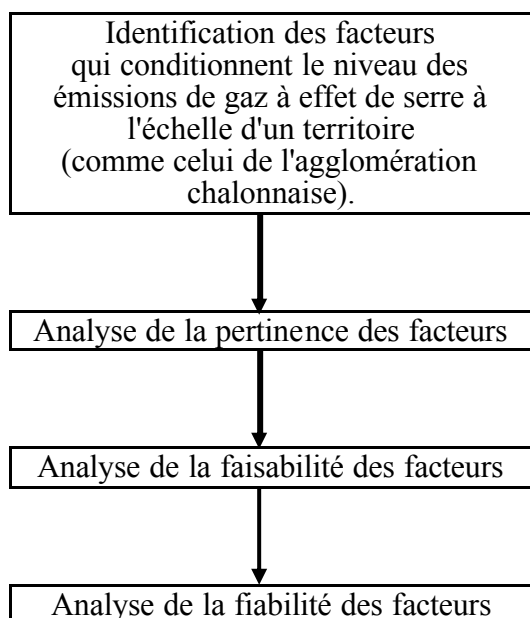 Identification des facteurs
qui conditionnent le niveau des
émissions de gaz à effet de serre à
l'échelle d'un territoire
(comme celui de l'agglomération
chalonnaise).
Analyse de la pertinence des facteurs
Analyse de la faisabilité des facteurs
Analyse de la fiabilité des facteurs